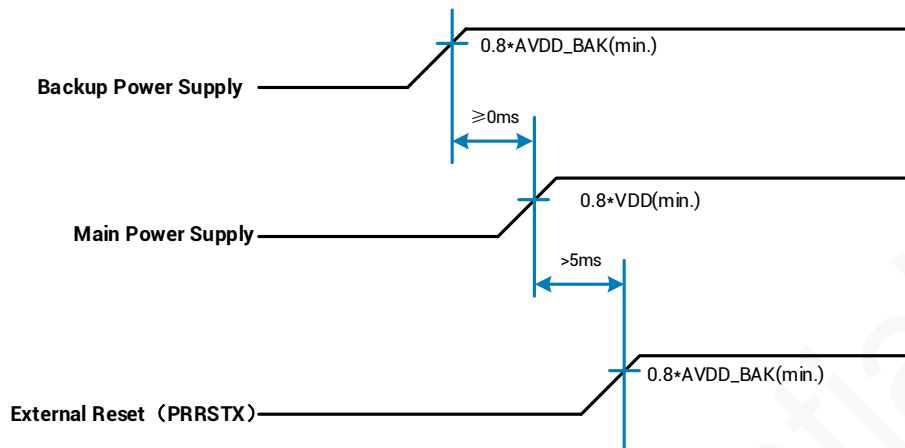 0.8*AVDD_BAK(min.)
Backup Power Supply
≥0ms
0.8*VDD(min.)
Main Power Supply
>5ms
0.8*AVDD_BAK(min.)
External Reset（PRRSTX）